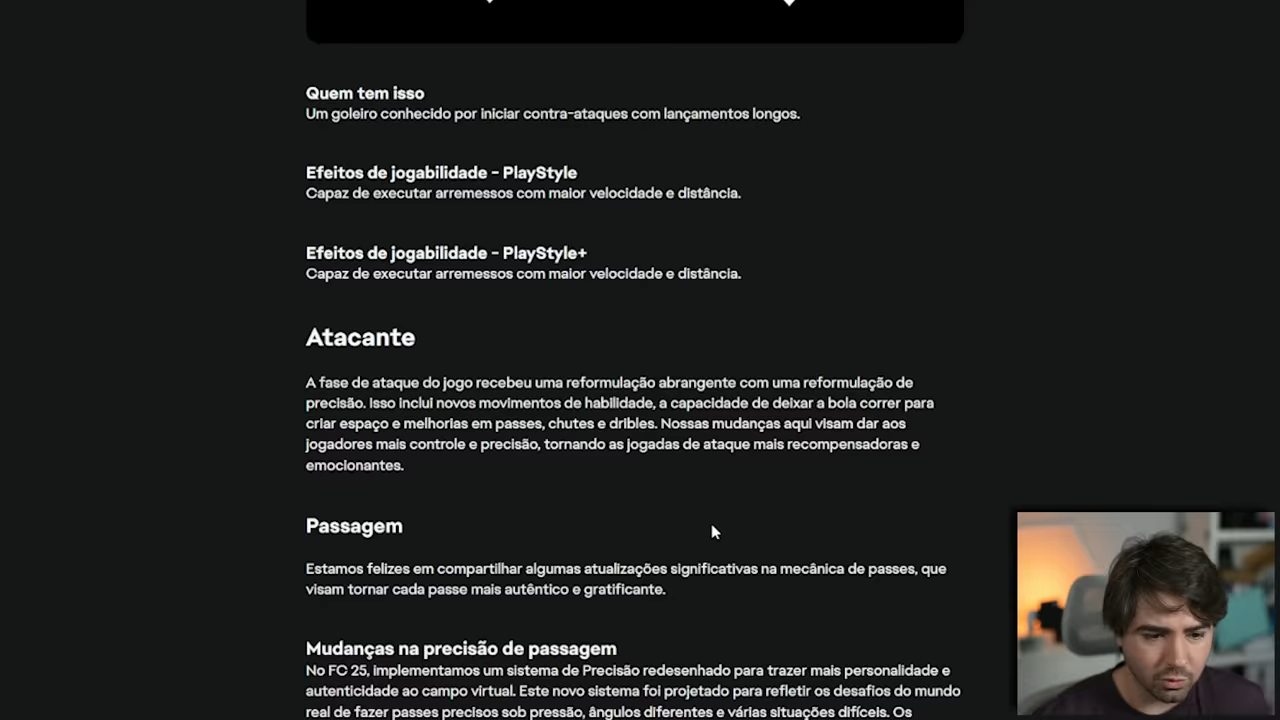 Quem tem isso
Um goleiro conhecido por iniciar contra-ataques com lançamentos longos.
Efeitos de jogabilidade - PlayStyle
Capaz de executar arremessos com maior velocidade e distância.
Efeitos de jogabilidade - PlayStyle+
Capaz de executar arremessos com maior velocidade e distância.
Atacante
A fase de ataque do jogo recebeu uma reformulação abrangente com uma reformulação de
precisão. Isso inclui novos movimentos de habilidade, a capacidade de deixar a bola correr para
criar espaço e melhorias em passes, chutes e dribles. Nossas mudanças aqui visam dar aos
jogadores mais controle e precisão, tornando as jogadas de ataque mais recompensadoras e
emocionantes.
Passagem
Estamos felizes em compartilhar algumas atualizações significativas na mecânica de passes, que
visam tornar cada passe mais autêntico e gratificante.
Mudanças na precisão de passagem
No FC 25, implementamos um sistema de Precisão redesenhado para trazer mais personalidade e
autenticidade ao campo virtual. Este novo sistema foi projetado para refletir os desafios do mundo
real de fazer passes precisos sob pressão, ângulos diferentes e várias situações difíceis. Os